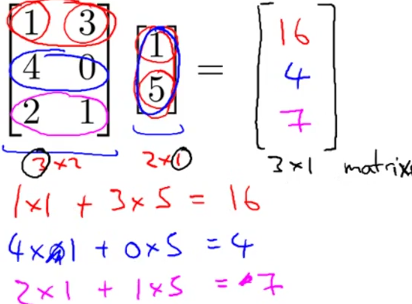 1 3 1 16
4 0 = 4
2 1 5 7
3×2 2×1 3×1 matrix
1×1 + 3×5 = 16
4×1 + 0×5 = 4
2×1 + 1×5 = 7